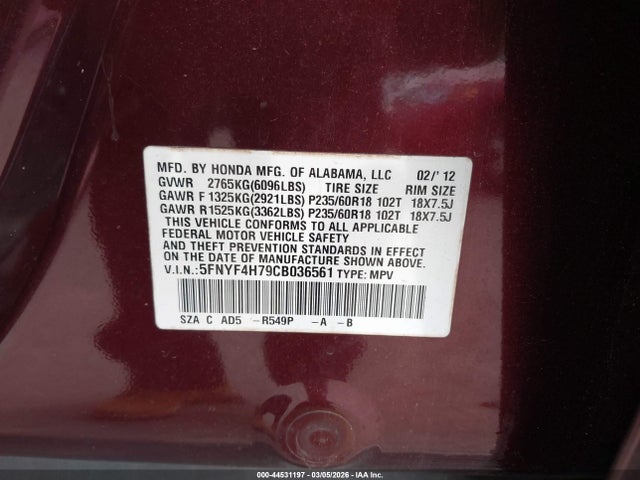 MFD. BY HONDA MFG. OF ALABAMA, LLC 02/' 12
GVWR 2765KG(6096LBS) TIRE SIZE RIM SIZE
GAWR F 1325KG(2921LBS) P235/60R18 102T 18X7.5J
GAWR R1525KG(3362LBS) P235/60R18 102T 18X7.5J
THIS VEHICLE CONFORMS TO ALL APPLICABLE
FEDERAL MOTOR VEHICLE SAFETY
AND THEFT PREVENTION STANDARDS IN EFFECT
ON THE DATE OF MANUFACTURE SHOWN ABOVE.
V.I.N.:5FNYF4H79CB036561 TYPE: MPV
SZA C AD5 -R549P -A -B
000-44531197 - 03/05/2026 - IAA Inc.